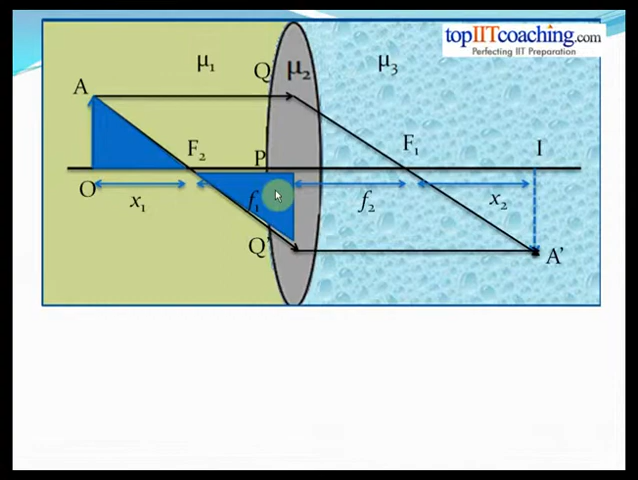 topIITcoaching.com
Perfecting IIT Preparation
μ₁
Q
μ₂
μ₃
A
F₂
P
F₁
I
O
x₁
f₁
f₂
x₂
Q'
A'